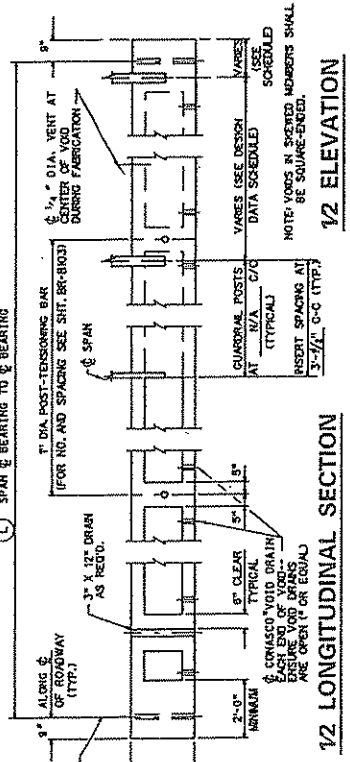 L
SPAN ℄ BEARING TO ℄ BEARING
9" ALONG ℄
OF ROADWAY
(TYP.)
9"
1" DIA. POST-TENSIONING BAR
(FOR NO. AND SPACING SEE SHT. BR-8103)
℄ 1/4" DIA. VENT AT
CENTER OF VOID
DURING FABRICATION
3" X 12" DRAIN
AS REQ'D.
℄ SPAN
2'-0"
MINIMUM
6" CLEAR
TYPICAL
5"
5"
℄ CONASCO VOID DRAIN
EACH END OF VOID--
ENSURE VOID DRAINS
ARE OPEN (* OR EQUAL)
GUARDRAIL POSTS
AT N/A C/C
(TYPICAL)
INSERT SPACING AT
C-C (TYP.)
VARIES (SEE DESIGN
DATA SCHEDULE)
VARIES
(SEE
SCHEDULE)
NOTE: VOIDS IN SKEWED MEMBERS SHALL
BE SQUARE-ENDED.
1/2 LONGITUDINAL SECTION
1/2 ELEVATION